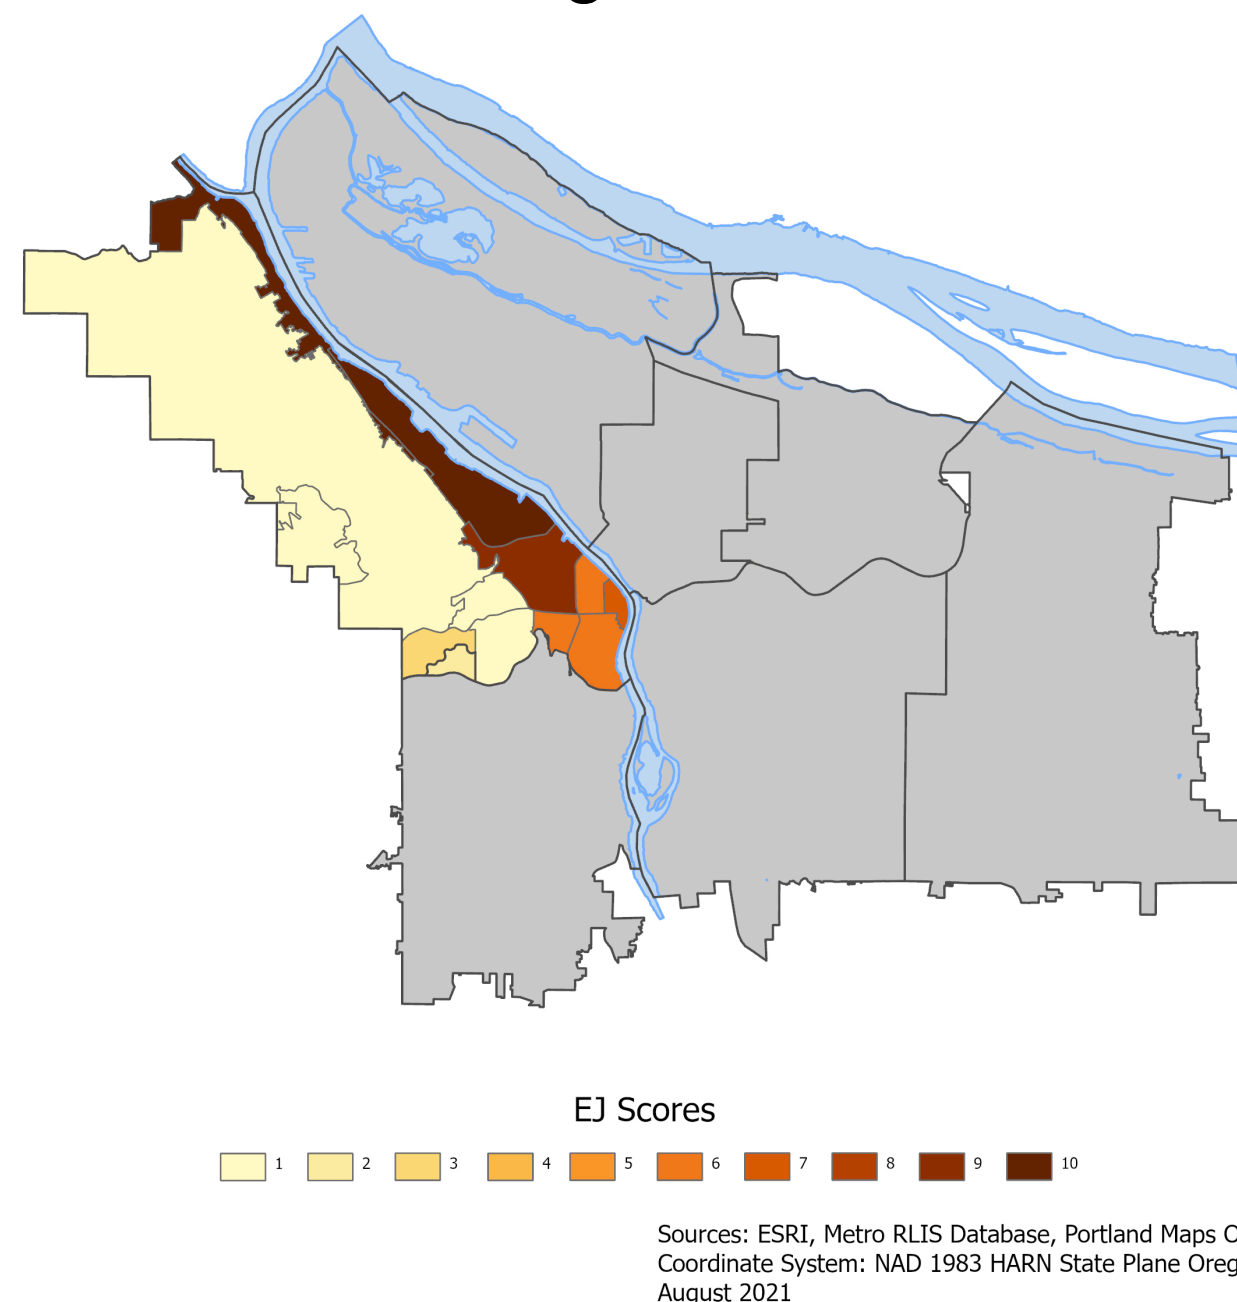 EJ Scores
1 2 3 4 5 6 7 8 9 10
Sources: ESRI, Metro RLIS Database, Portland Maps
Coordinate System: NAD 1983 HARN State Plane
August 2021